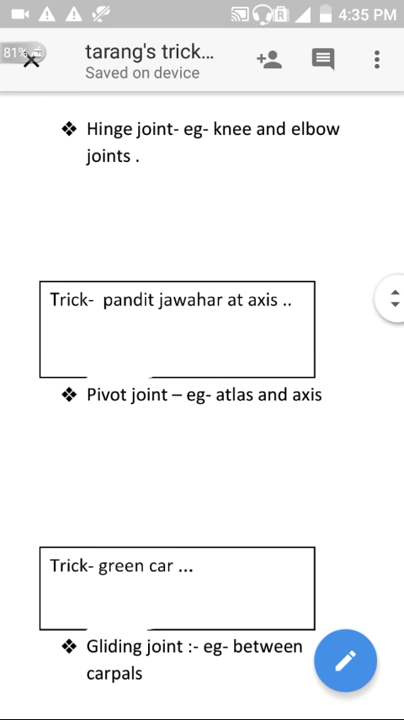 4:35 PM
81%
tarang's trick...
Saved on device
❖ Hinge joint- eg- knee and elbow
joints .
Trick-  pandit jawahar at axis ..
❖ Pivot joint – eg- atlas and axis
Trick- green car ...
❖ Gliding joint :- eg- between
carpals